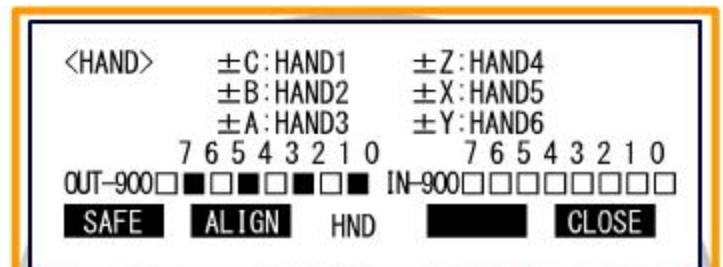 <HAND> ±C:HAND1 ±Z:HAND4
±B:HAND2 ±X:HAND5
±A:HAND3 ±Y:HAND6
7 6 5 4 3 2 1 0 7 6 5 4 3 2 1 0
OUT-900□■□■□■□■ IN-900□□□□□□□□
SAFE ALIGN HND CLOSE